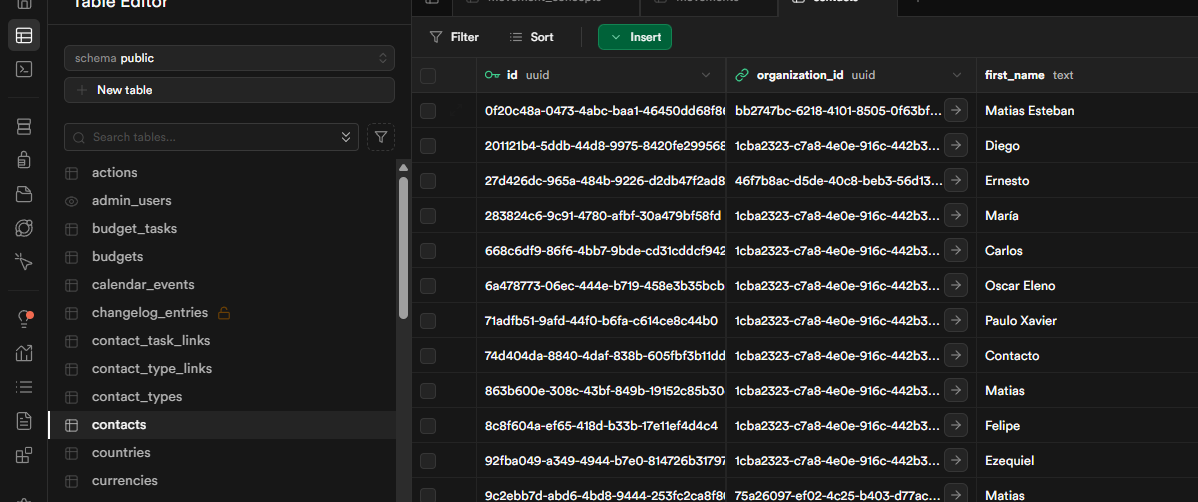 Table Editor
schema public
New table
Search tables...
actions
admin_users
budget_tasks
budgets
calendar_events
changelog_entries
contact_task_links
contact_type_links
contact_types
contacts
countries
currencies
movement_concepts
movements
contacts
Filter
Sort
Insert
id uuid organization_id uuid first_name text
0f20c48a-0473-4abc-baa1-46450dd68f86 bb2747bc-6218-4101-8505-0f63bf... Matias Esteban
201121b4-5ddb-44d8-9975-8420fe299568 1cba2323-c7a8-4e0e-916c-442b3... Diego
27d426dc-965a-484b-9226-d2db47f2ad8 46f7b8ac-d5de-40c8-beb3-56d13... Ernesto
283824c6-9c91-4780-afbf-30a479bf58fd 1cba2323-c7a8-4e0e-916c-442b3... María
668c6df9-86f6-4bb7-9bde-cd31cddcf942 1cba2323-c7a8-4e0e-916c-442b3... Carlos
6a478773-06ec-444e-b719-458e3b35bcb 1cba2323-c7a8-4e0e-916c-442b3... Oscar Eleno
71adfb51-9afd-44f0-b6fa-c614ce8c44b0 1cba2323-c7a8-4e0e-916c-442b3... Paulo Xavier
74d404da-8840-4daf-838b-605fbf3b11dd 1cba2323-c7a8-4e0e-916c-442b3... Contacto
863b600e-308c-43bf-849b-19152c85b30 1cba2323-c7a8-4e0e-916c-442b3... Matias
8c8f604a-ef65-418d-b33b-17e11ef4d4c4 1cba2323-c7a8-4e0e-916c-442b3... Felipe
92fba049-a349-4944-b7e0-814726b31797 1cba2323-c7a8-4e0e-916c-442b3... Ezequiel
9c2ebb7d-abd6-4bd8-9444-253fc2ca8f8 75a26097-ef02-4c25-b403-d77ac... Matias